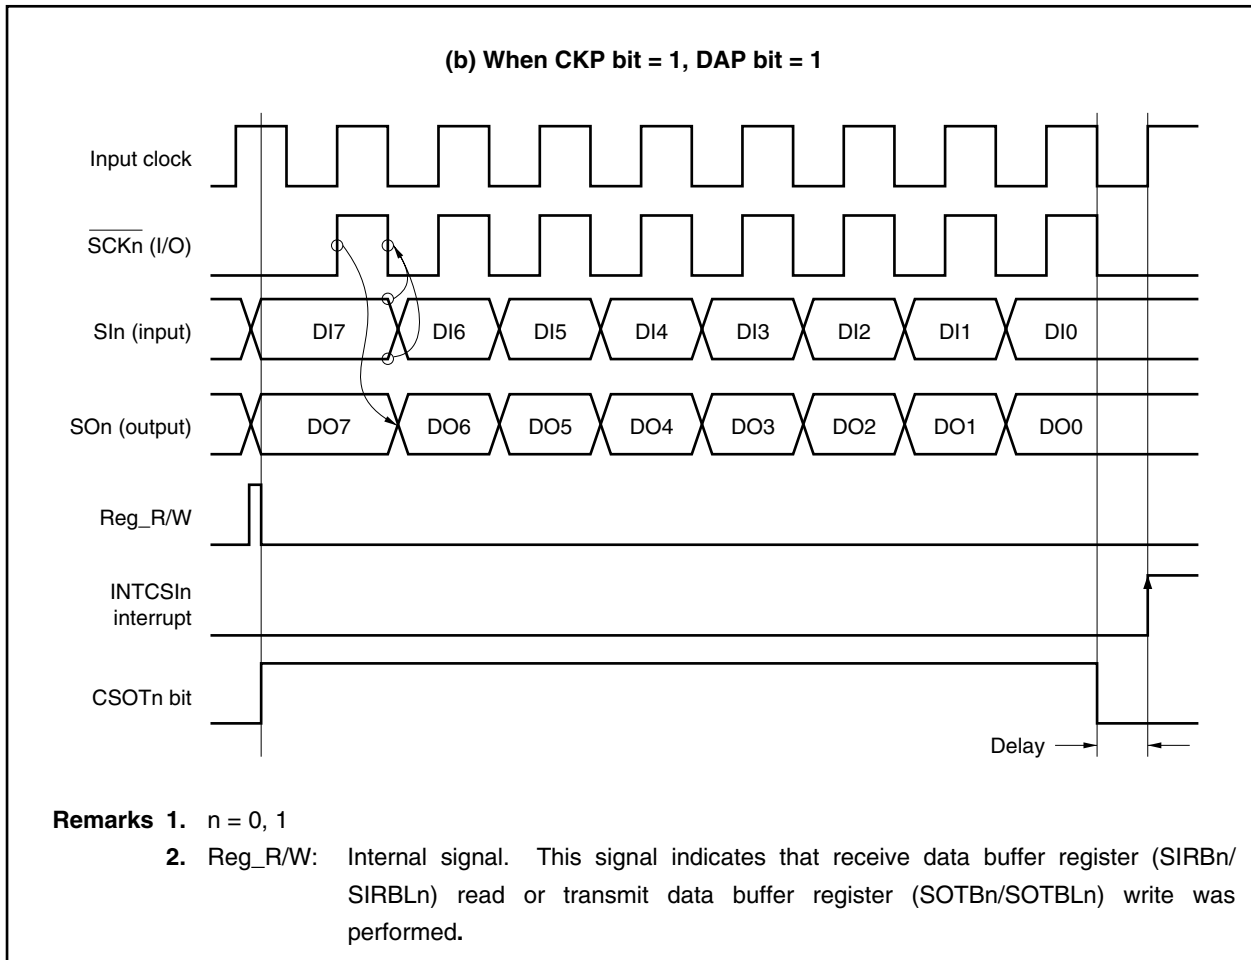 (b) When CKP bit = 1, DAP bit = 1
Input clock
SCKn (I/O)
SIn (input)
DI7 DI6 DI5 DI4 DI3 DI2 DI1 DI0
SOn (output)
DO7 DO6 DO5 DO4 DO3 DO2 DO1 DO0
Reg_R/W
INTCSIn
interrupt
CSOTn bit
Delay
Remarks 1. n = 0, 1
2. Reg_R/W: Internal signal. This signal indicates that receive data buffer register (SIRBn/
SIRBLn) read or transmit data buffer register (SOTBn/SOTBLn) write was
performed.